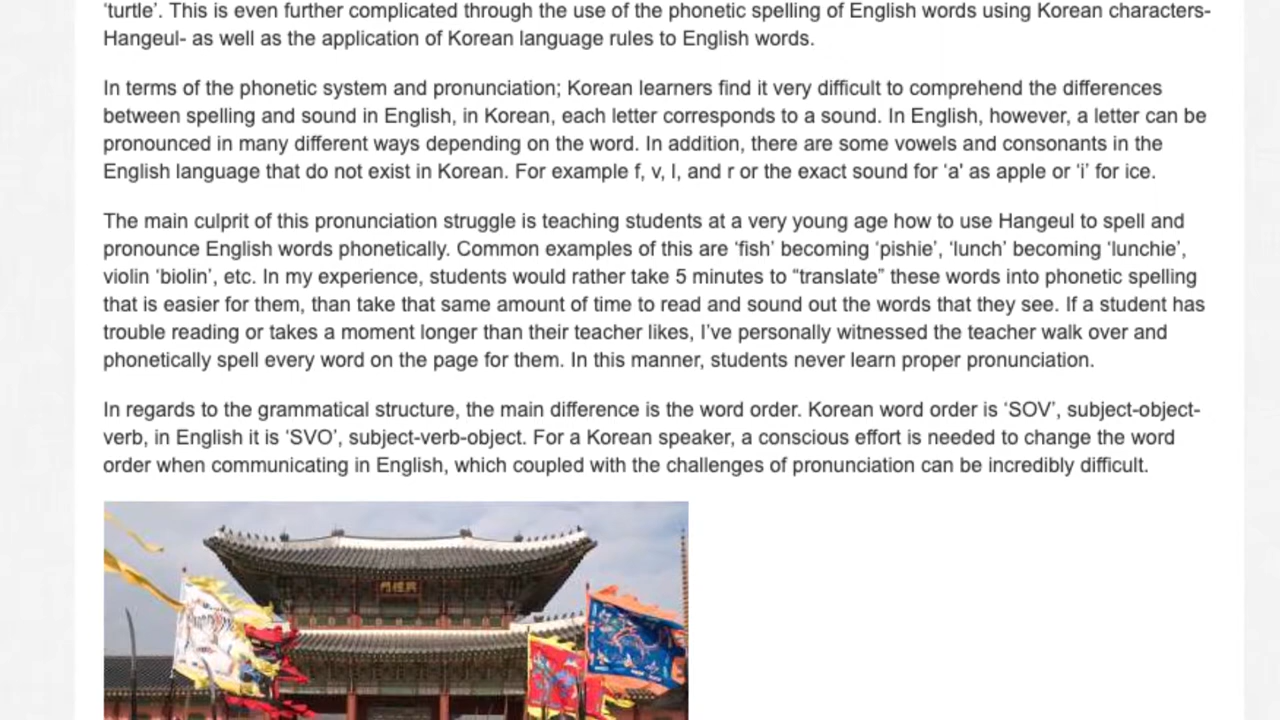 ‘turtle’. This is even further complicated through the use of the phonetic spelling of English words using Korean characters-
Hangeul- as well as the application of Korean language rules to English words.
In terms of the phonetic system and pronunciation; Korean learners find it very difficult to comprehend the differences
between spelling and sound in English, in Korean, each letter corresponds to a sound. In English, however, a letter can be
pronounced in many different ways depending on the word. In addition, there are some vowels and consonants in the
English language that do not exist in Korean. For example f, v, l, and r or the exact sound for ‘a’ as apple or ‘i’ for ice.
The main culprit of this pronunciation struggle is teaching students at a very young age how to use Hangeul to spell and
pronounce English words phonetically. Common examples of this are ‘fish’ becoming ‘pishie’, ‘lunch’ becoming ‘lunchie’,
violin ‘biolin’, etc. In my experience, students would rather take 5 minutes to “translate” these words into phonetic spelling
that is easier for them, than take that same amount of time to read and sound out the words that they see. If a student has
trouble reading or takes a moment longer than their teacher likes, I’ve personally witnessed the teacher walk over and
phonetically spell every word on the page for them. In this manner, students never learn proper pronunciation.
In regards to the grammatical structure, the main difference is the word order. Korean word order is ‘SOV’, subject-object-
verb, in English it is ‘SVO’, subject-verb-object. For a Korean speaker, a conscious effort is needed to change the word
order when communicating in English, which coupled with the challenges of pronunciation can be incredibly difficult.